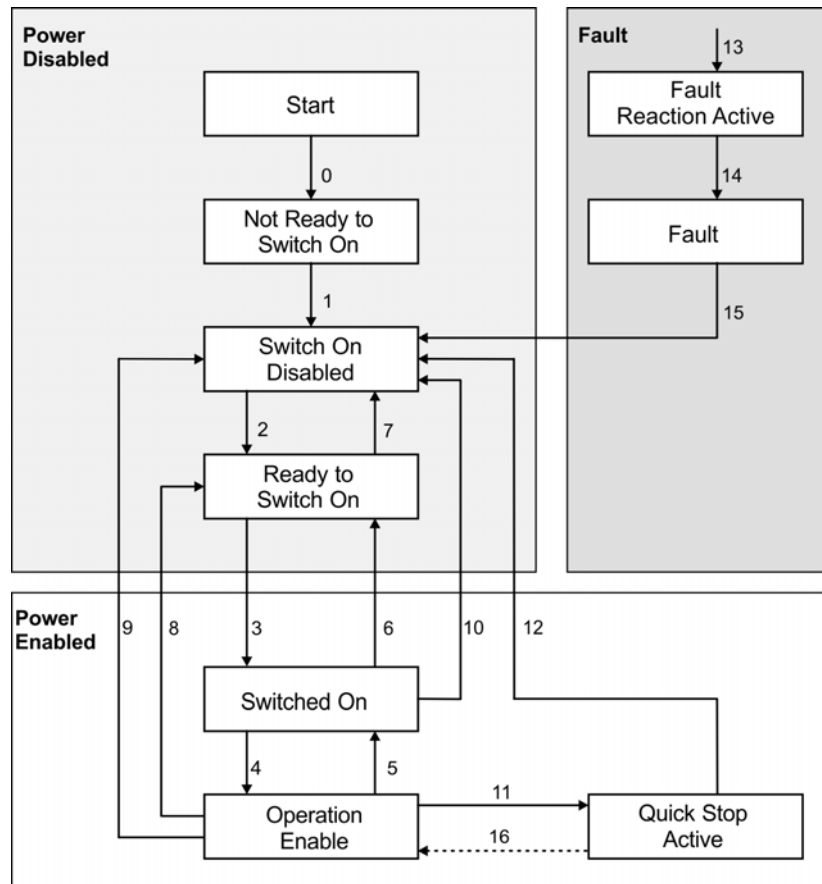 Power
Disabled
Start
0
Not Ready to
Switch On
1
Switch On
Disabled
2
7
Ready to
Switch On
Fault
13
Fault
Reaction Active
14
Fault
15
Power
Enabled
9
8
3
6
10
12
Switched On
4
5
Operation
Enable
11
16
Quick Stop
Active